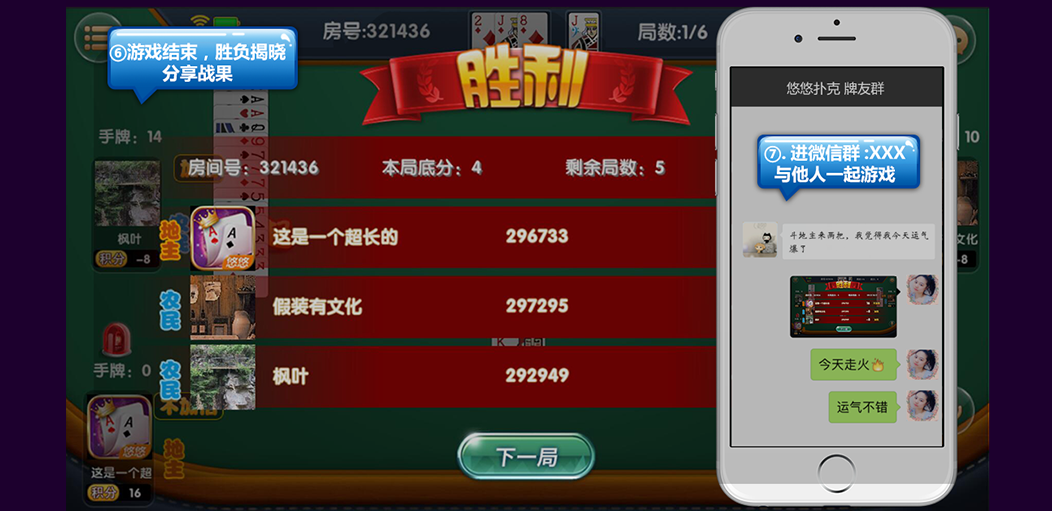 房号:321436
局数:1/6
2 J 8
⑥游戏结束，胜负揭晓
分享战果
胜利
手牌：14
10
房间号：321436
本局底分：4
剩余局数：5
枫叶
积分 -8
地主
悠悠
这是一个超长的
296733
文化
-8
农民
假装有文化
297295
手牌：0
农民
枫叶
292949
不加倍
地主
悠悠
这是一个超
积分 16
下一局
悠悠扑克 牌友群
⑦. 进微信群 :XXX
与他人一起游戏
斗地主来两把，我觉得我今天运气
爆了
今天走火
运气不错